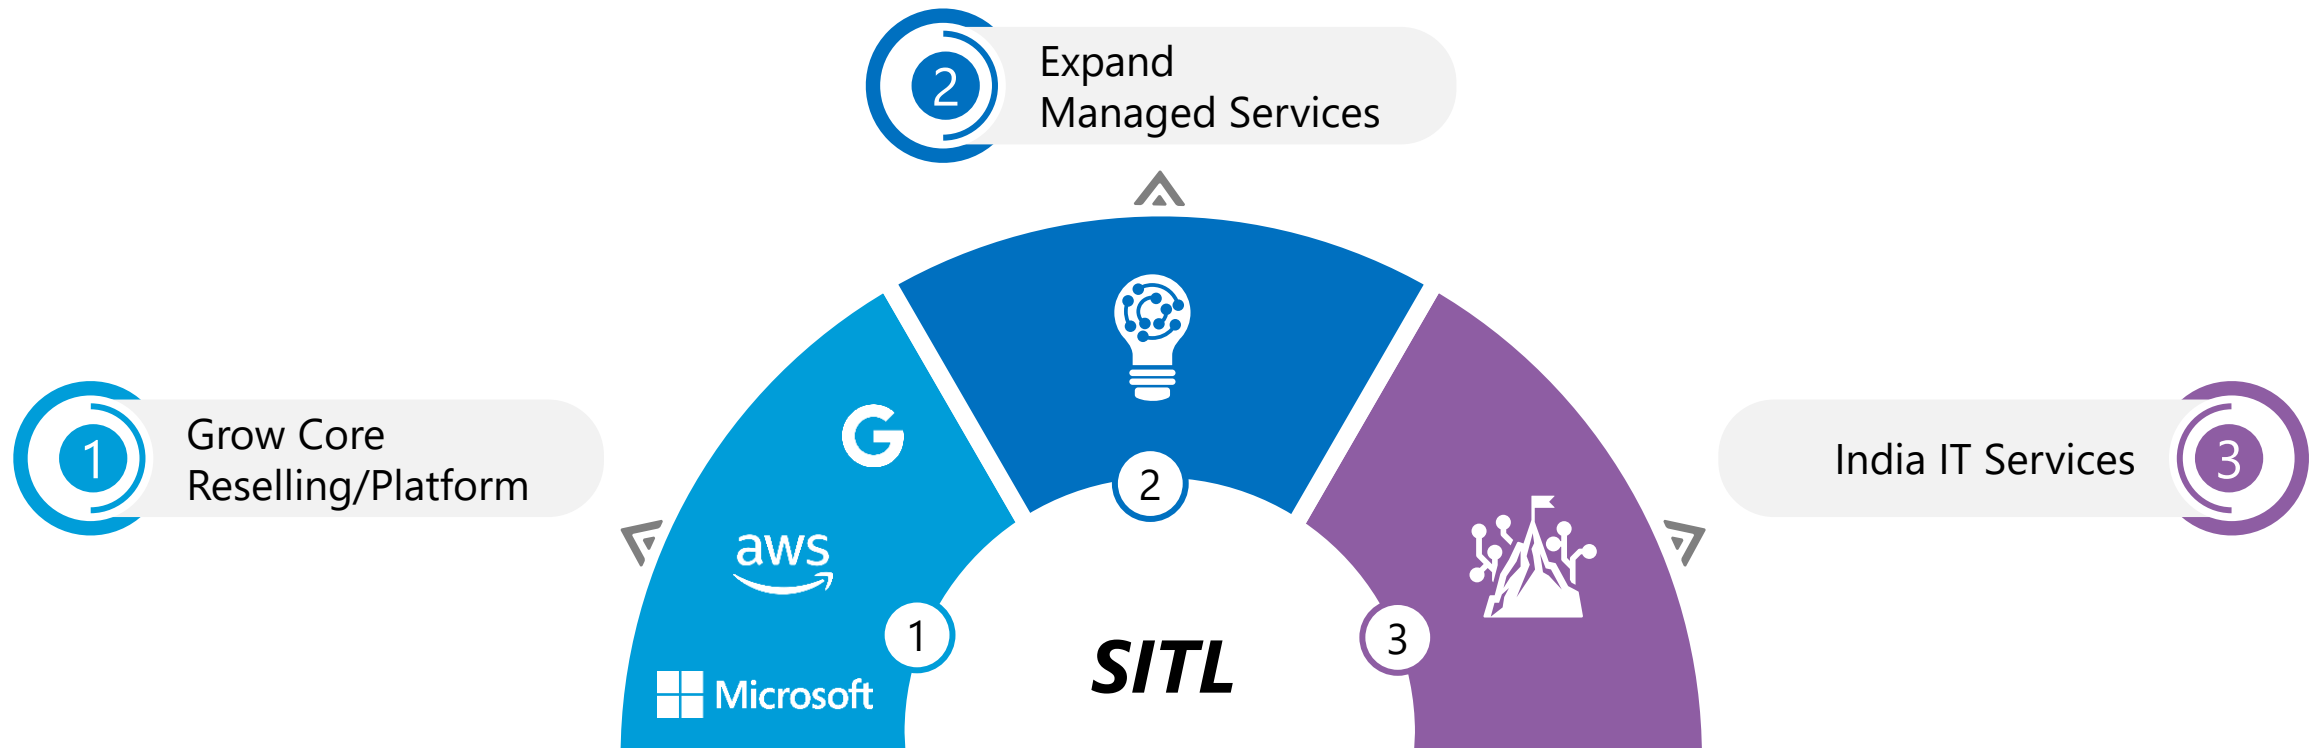 2
Expand
Managed Services
1
Grow Core
Reselling/Platform
India IT Services
3
G
aws
Microsoft
1
2
3
SITL